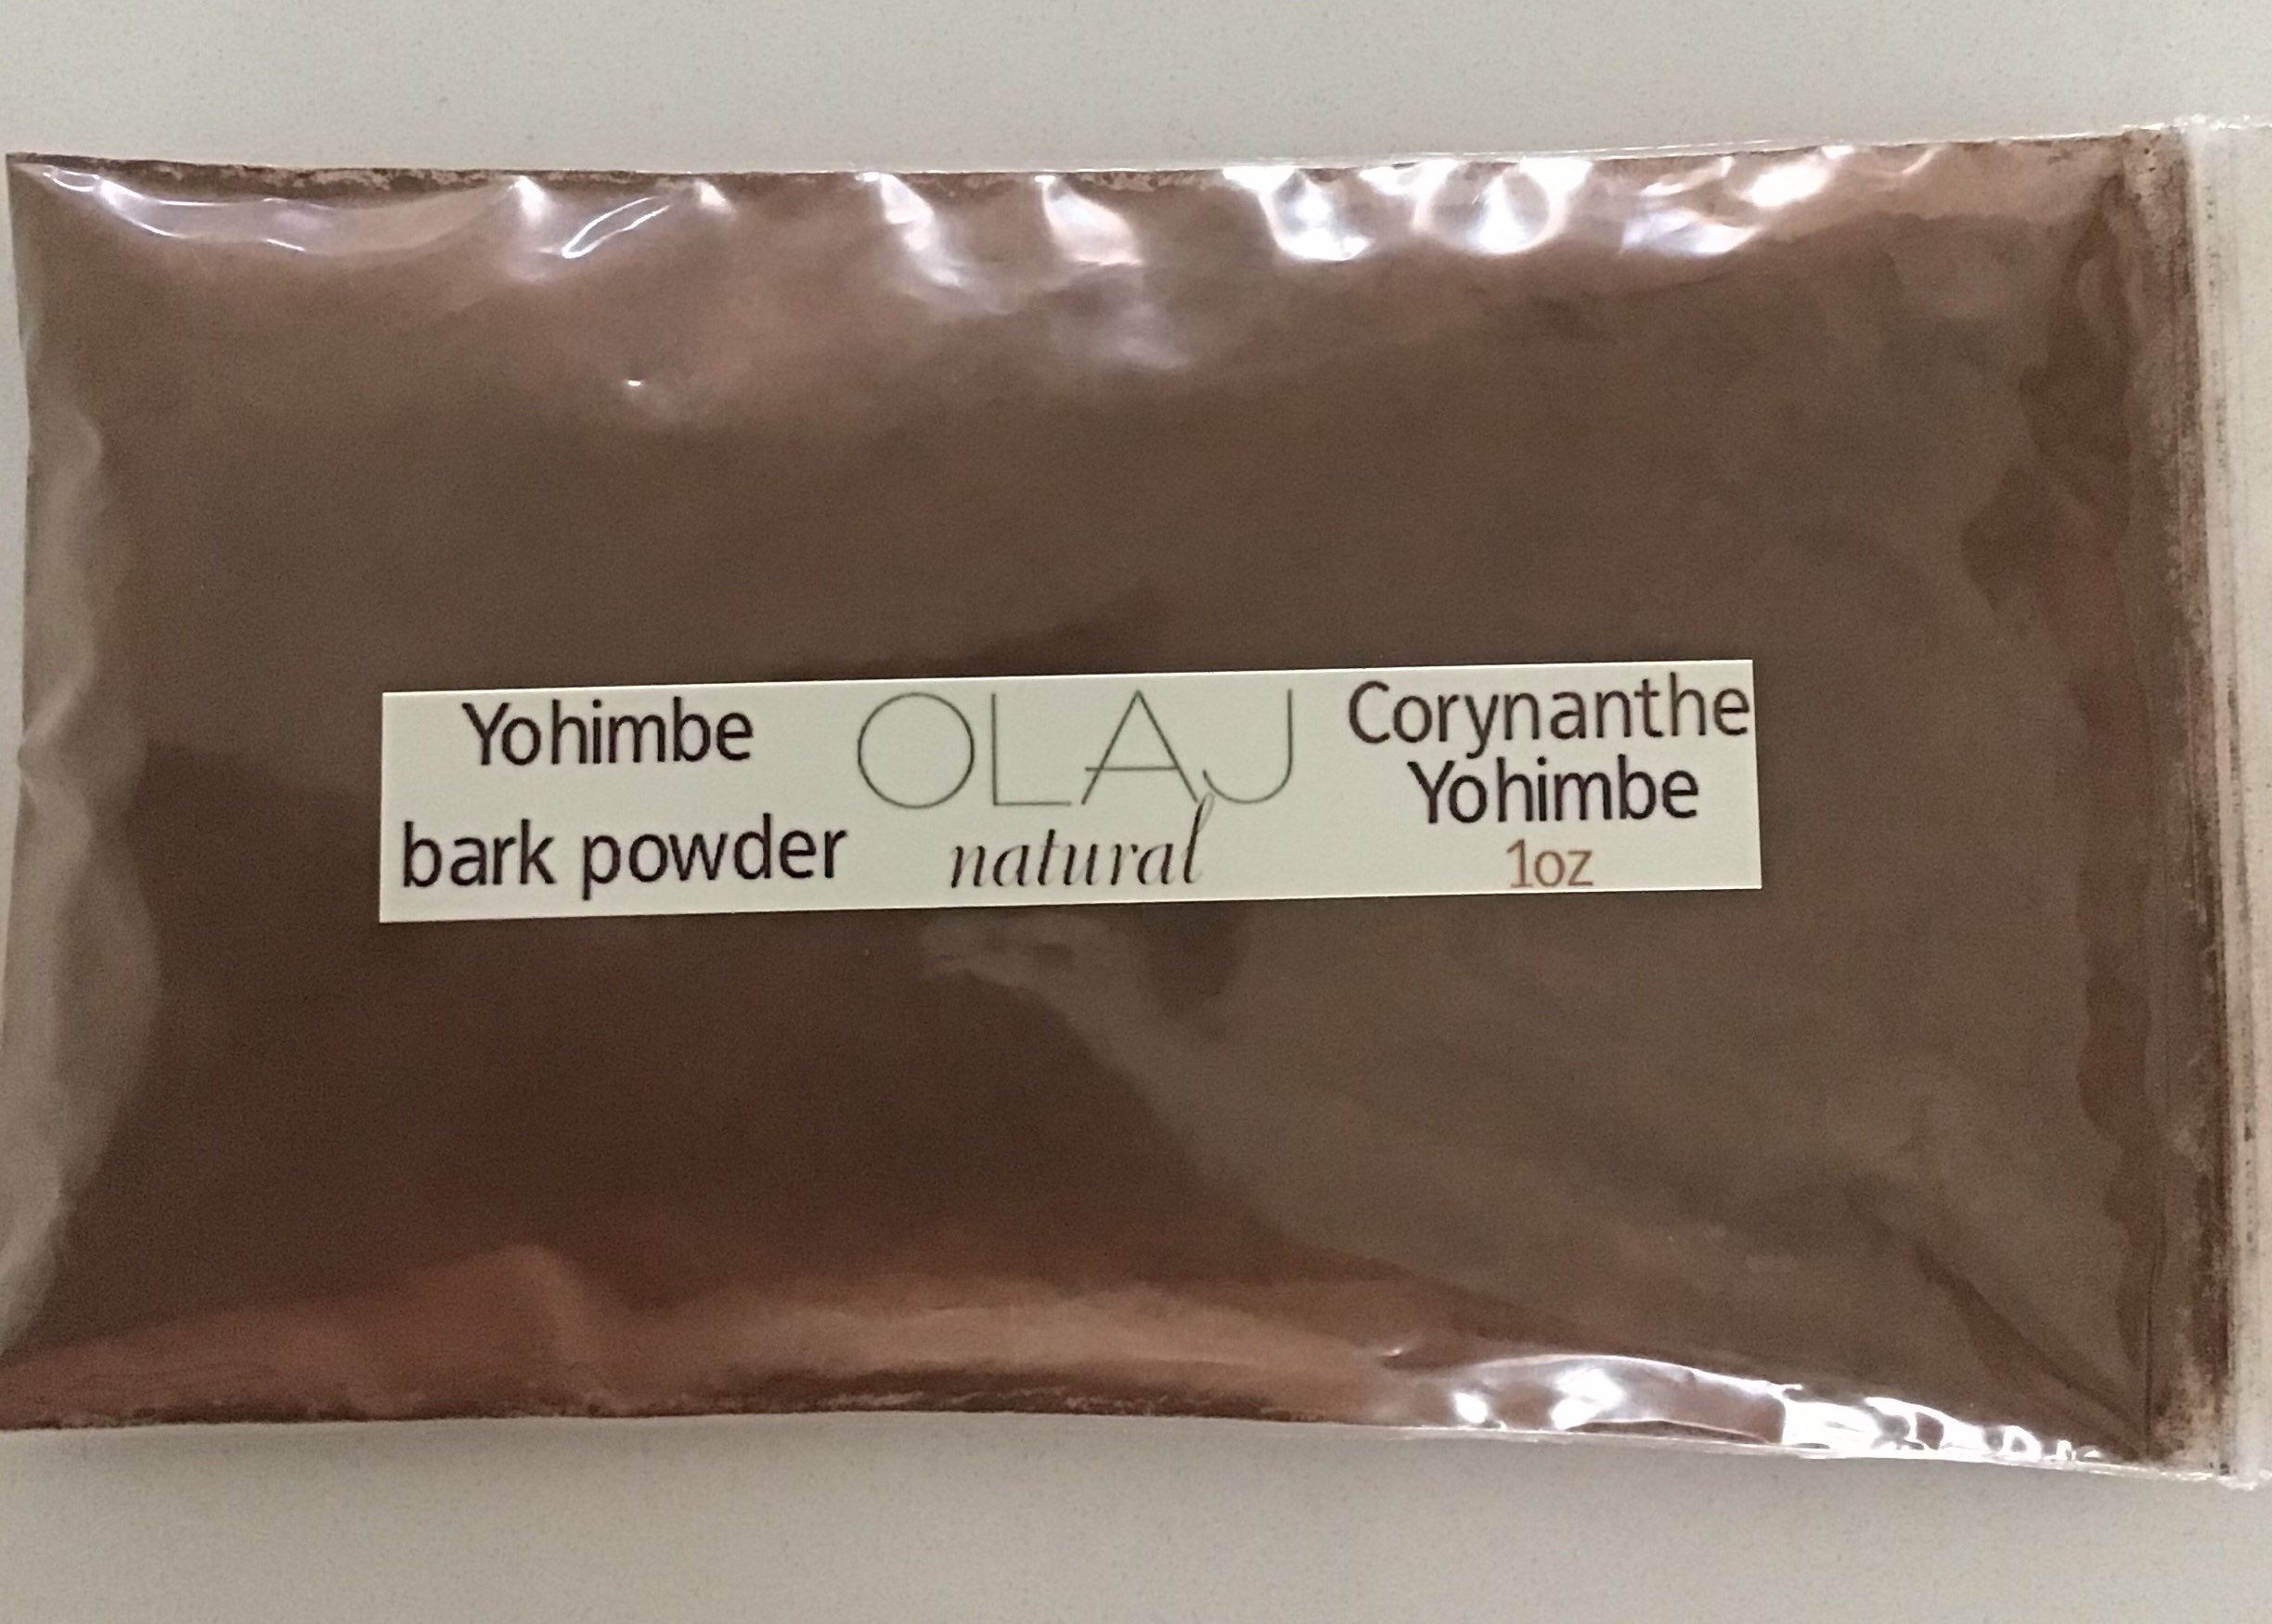 Yohimbe
bark powder
OLAJ
natural
Corynanthe
Yohimbe
1oz